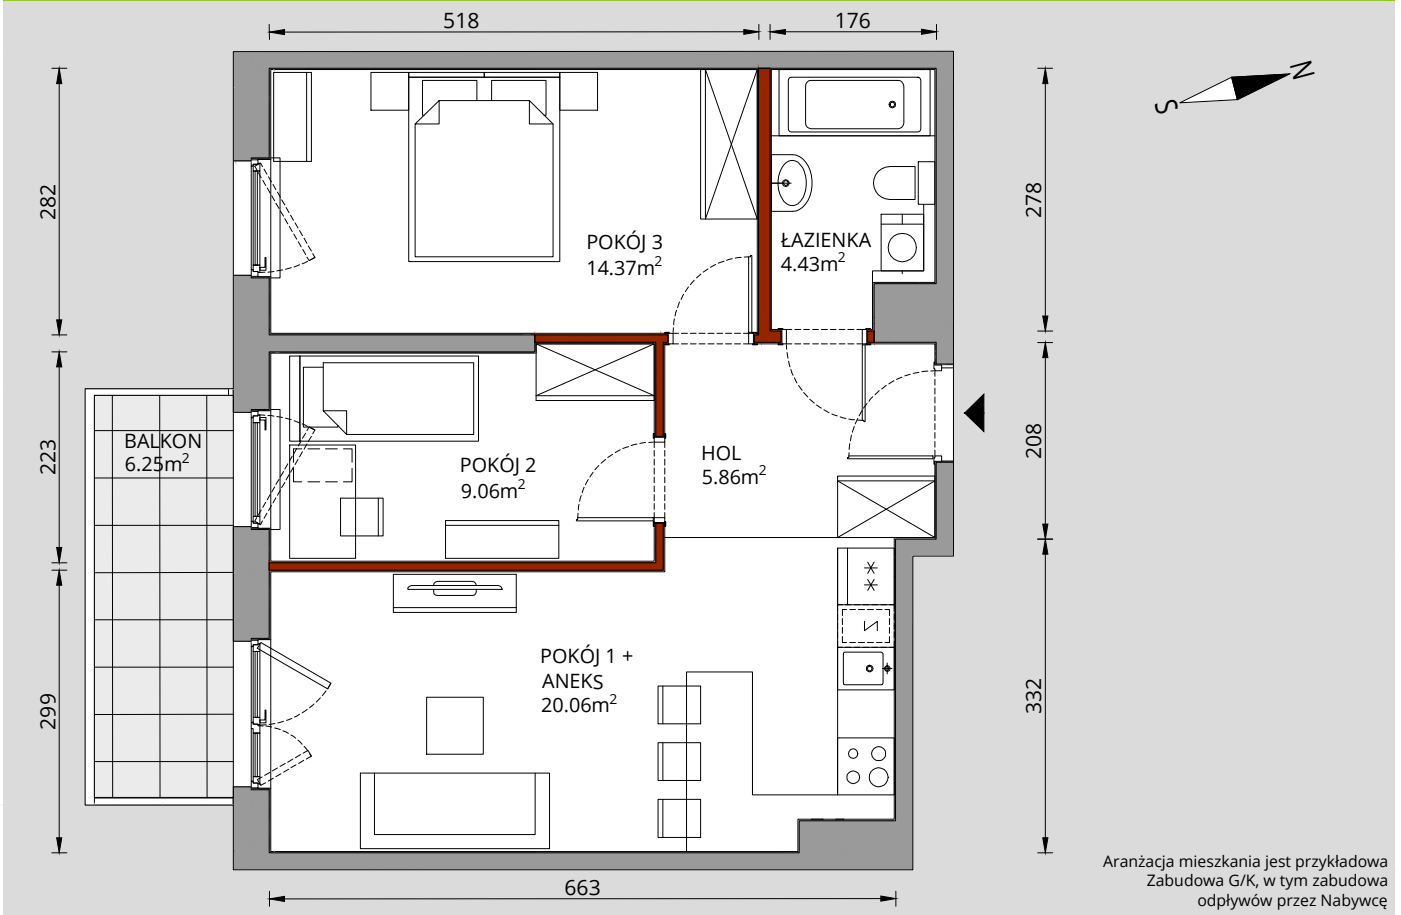 518
176
N
S
282
278
POKÓJ 3
14.37m²
ŁAZIENKA
4.43m²
BALKON
6.25m²
223
POKÓJ 2
9.06m²
HOL
5.86m²
208
POKÓJ 1 +
ANEKS
20.06m²
299
332
663
Aranżacja mieszkania jest przykładowa
Zabudowa G/K, w tym zabudowa
odpływów przez Nabywcę